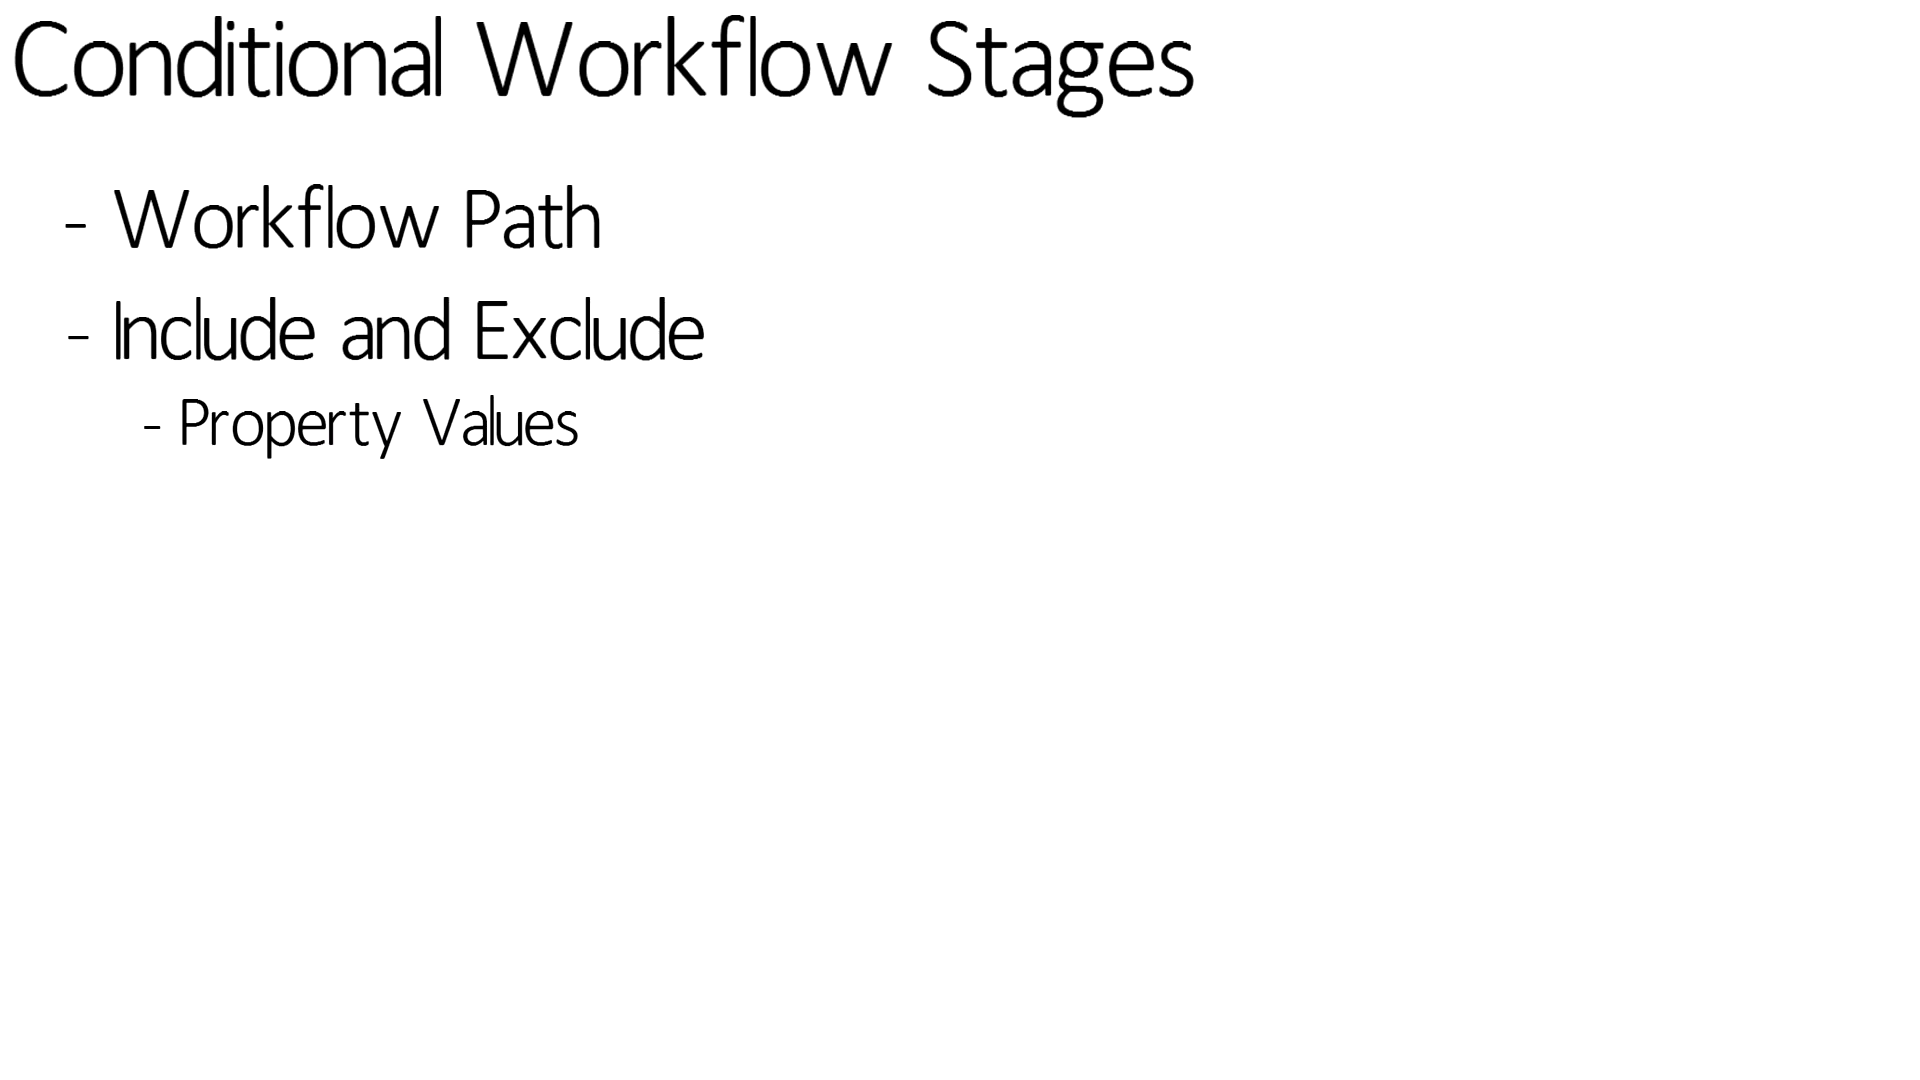 Conditional Workflow Stages
- Workflow Path
- Include and Exclude
- Property Values